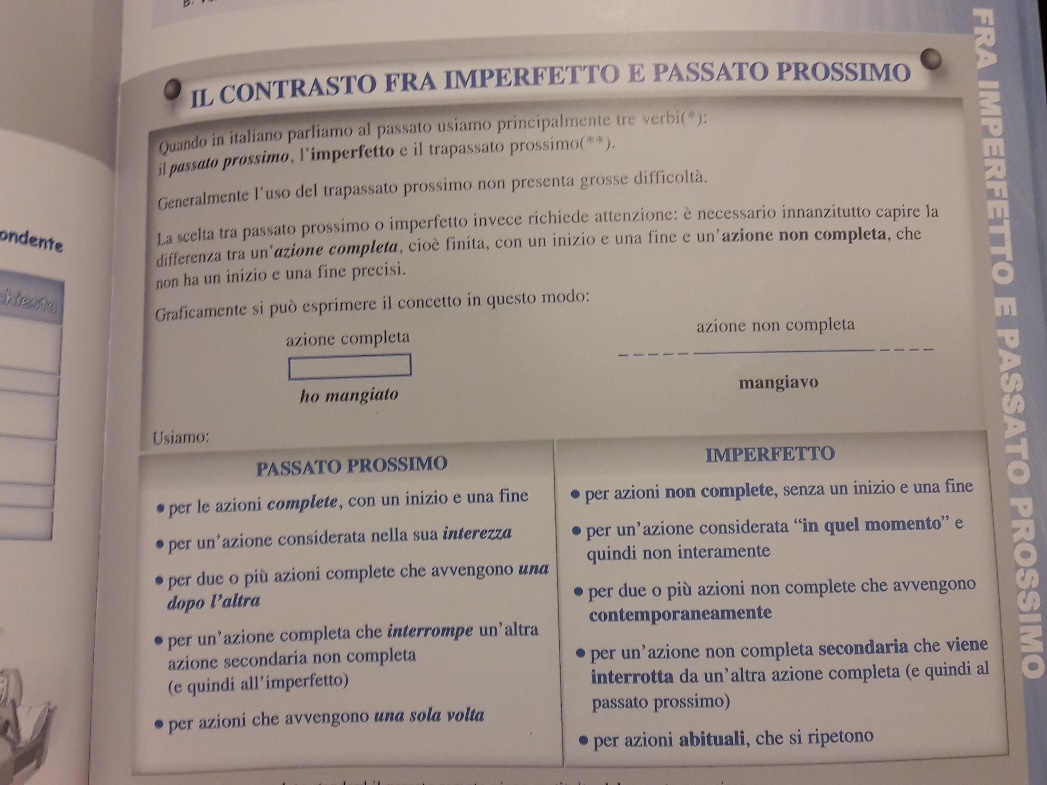 IL CONTRASTO FRA IMPERFETTO E PASSATO PROSSIMO
Quando in italiano parliamo al passato usiamo principalmente tre verbi(*):
il passato prossimo, l'imperfetto e il trapassato prossimo(**).
Generalmente l'uso del trapassato prossimo non presenta grosse difficoltà.
La scelta tra passato prossimo o imperfetto invece richiede attenzione: è necessario innanzitutto capire la
differenza tra un'azione completa, cioè finita, con un inizio e una fine e un'azione non completa, che
non ha un inizio e una fine precisi.
Graficamente si può esprimere il concetto in questo modo:
azione completa
ho mangiato
azione non completa
mangiavo
Usiamo:
PASSATO PROSSIMO
• per le azioni complete, con un inizio e una fine
• per un'azione considerata nella sua interezza
• per due o più azioni complete che avvengono una
dopo l'altra
• per un'azione completa che interrompe un'altra
azione secondaria non completa
(e quindi all'imperfetto)
• per azioni che avvengono una sola volta
IMPERFETTO
• per azioni non complete, senza un inizio e una fine
• per un'azione considerata "in quel momento" e
quindi non interamente
• per due o più azioni non complete che avvengono
contemporaneamente
• per un'azione non completa secondaria che viene
interrotta da un'altra azione completa (e quindi al
passato prossimo)
• per azioni abituali, che si ripetono
FRA IMPERFETTO E PASSATO PROSSIMO
ondente